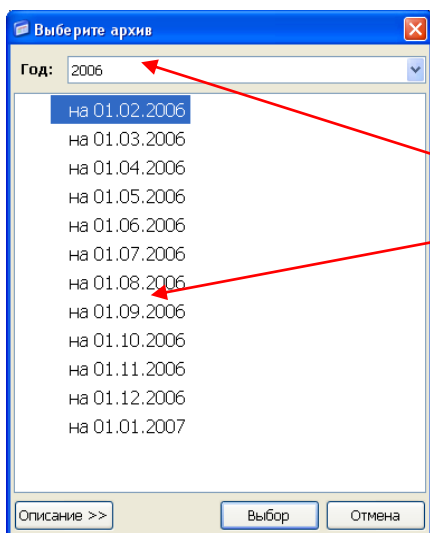 Выберите архив
Год: 2006
на 01.02.2006
на 01.03.2006
на 01.04.2006
на 01.05.2006
на 01.06.2006
на 01.07.2006
на 01.08.2006
на 01.09.2006
на 01.10.2006
на 01.11.2006
на 01.12.2006
на 01.01.2007
Описание >> Выбор Отмена